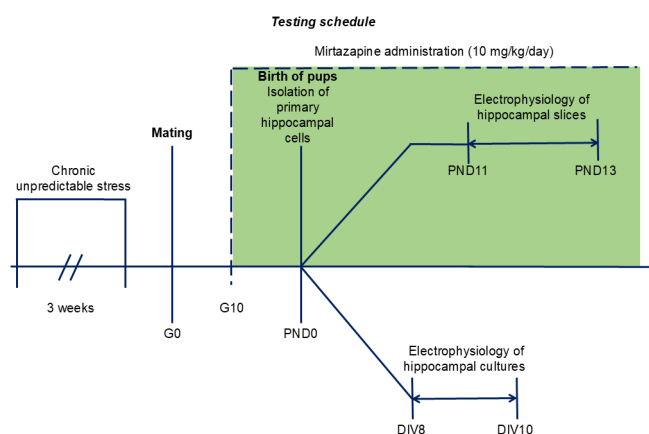 Testing schedule
Mirtazapine administration (10 mg/kg/day)
Birth of pups
Isolation of
primary
hippocampal
cells
Electrophysiology of
hippocampal slices
Mating
Chronic
unpredictable stress
PND11
PND13
3 weeks
G10
G0
PND0
Electrophysiology of
hippocampal cultures
DIV8
DIV10